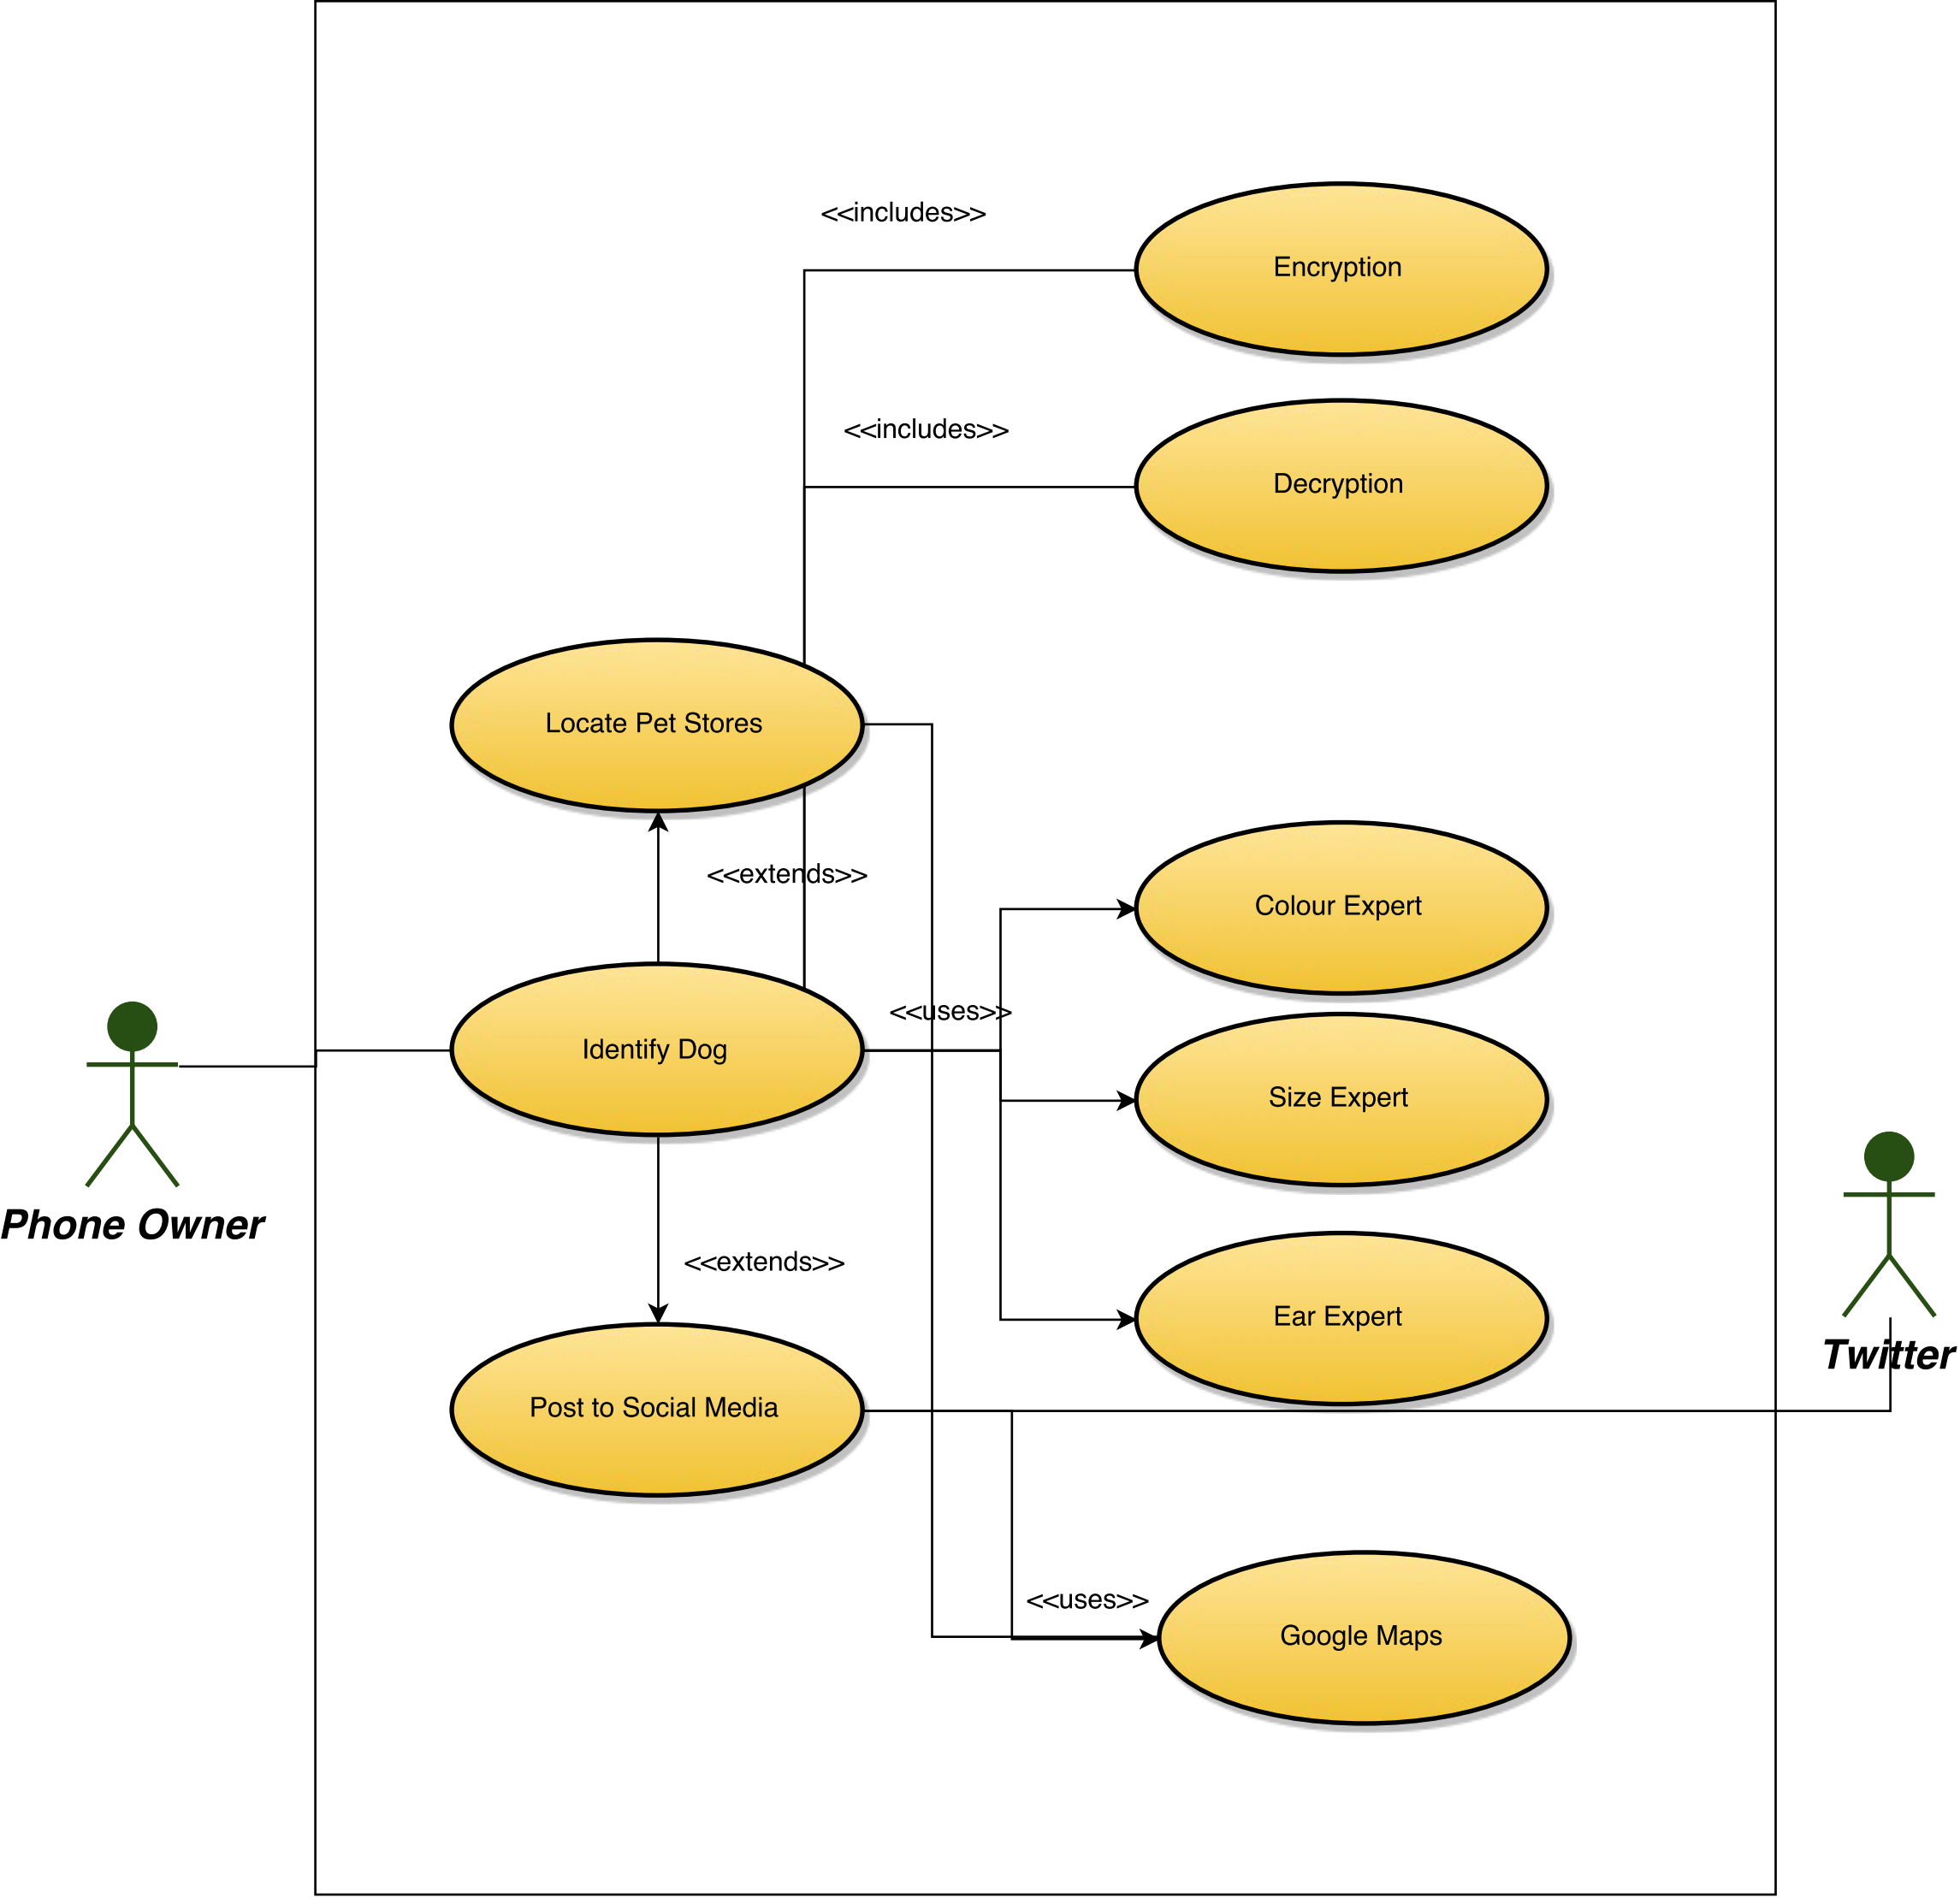 <<includes>>
Encryption
<<includes>>
Decryption
Locate Pet Stores
<<extends>>
Colour Expert
<<uses>>
Identify Dog
Size Expert
Phone Owner
<<extends>>
Ear Expert
Twitter
Post to Social Media
<<uses>>
Google Maps